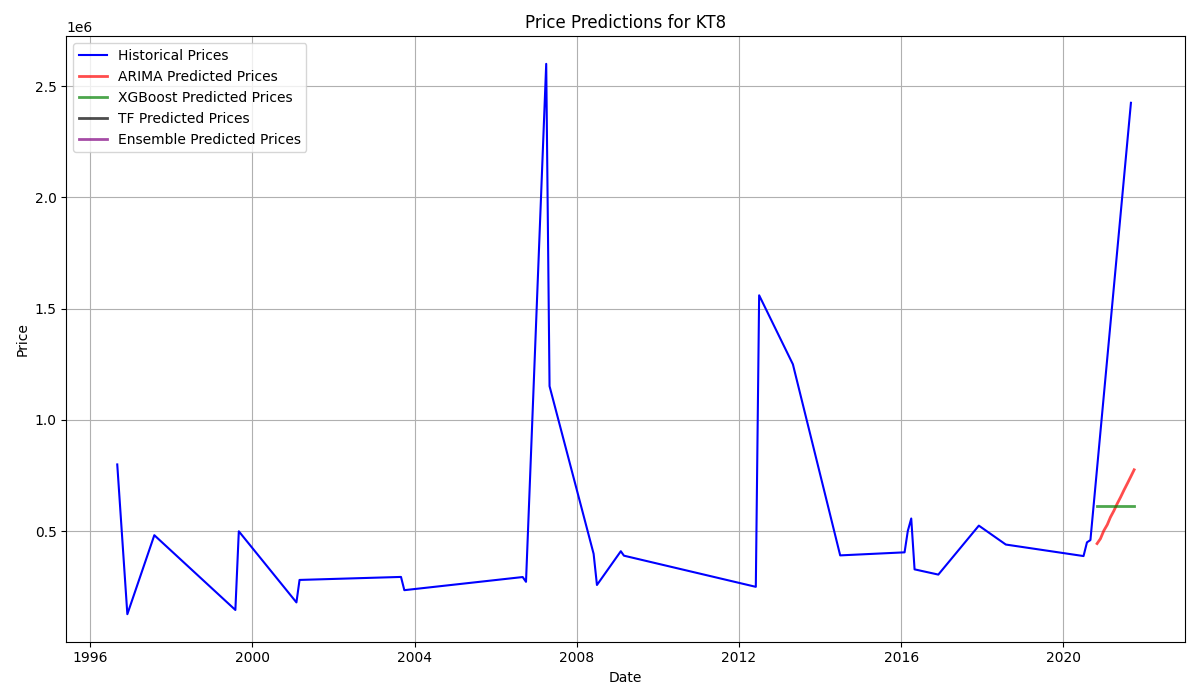 Price Predictions for KT8
1e6
Historical Prices
ARIMA Predicted Prices
XGBoost Predicted Prices
TF Predicted Prices
Ensemble Predicted Prices
2.5
2.0
1.5
1.0
0.5
Price
1996 2000 2004 2008 2012 2016 2020
Date